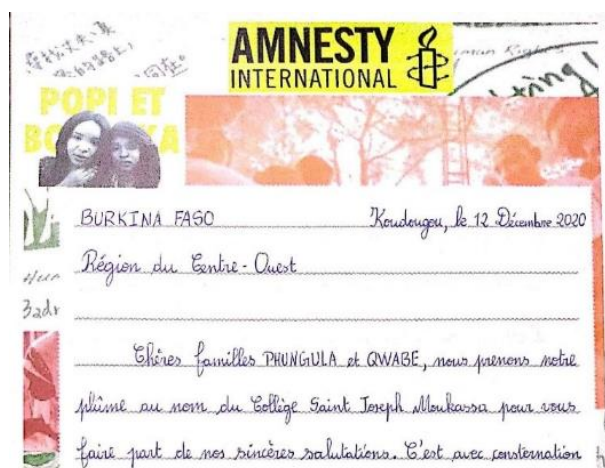 AMNESTY
INTERNATIONAL
POPI ET
BURKINA FASO
Koudougou, le 12 Décembre 2020
Région du Centre-Ouest
Chères familles PHUNGULA et QWABE, nous prenons notre
plûme au nom du Collège Saint Joseph Moukassa pour vous
faire part de nos sincères salutations. C'est avec consternation